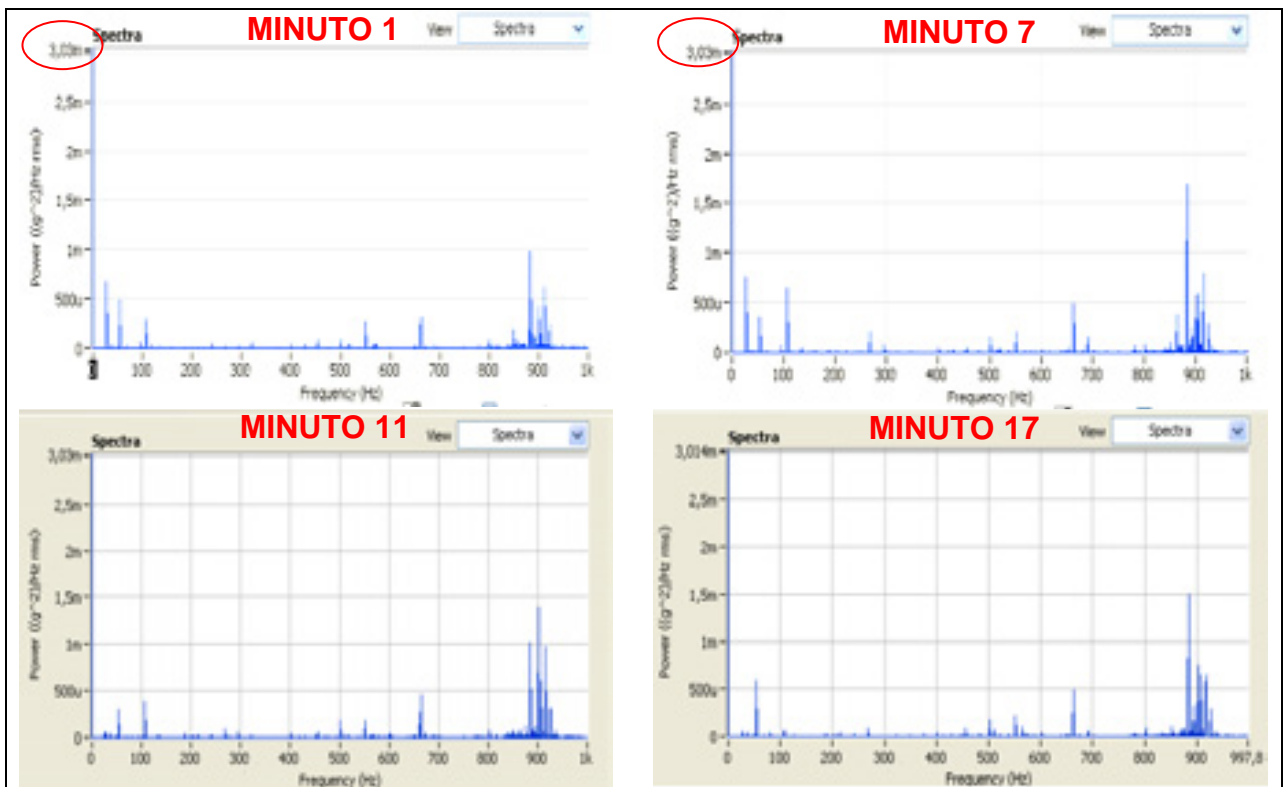 MINUTO 1
Spectra
View Spectra
3,03m
2,5m
2m
1,5m
1m
500u
0
Power ((g^2)/Hz rms)
0 100 200 300 400 500 600 700 800 900 1k
Frequency (Hz)
MINUTO 7
Spectra
View Spectra
3,03m
2,5m
2m
1,5m
1m
500u
0
Power ((g^2)/Hz rms)
0 100 200 300 400 500 600 700 800 900 1k
Frequency (Hz)
MINUTO 11
Spectra
View Spectra
3,03m
2,5m
2m
1,5m
1m
500u
0
Power ((g^2)/Hz rms)
0 100 200 300 400 500 600 700 800 900 1k
Frequency (Hz)
MINUTO 17
Spectra
View Spectra
3,014m
2,5m
2m
1,5m
1m
500u
0
Power ((g^2)/Hz rms)
0 100 200 300 400 500 600 700 800 900 997,8
Frequency (Hz)